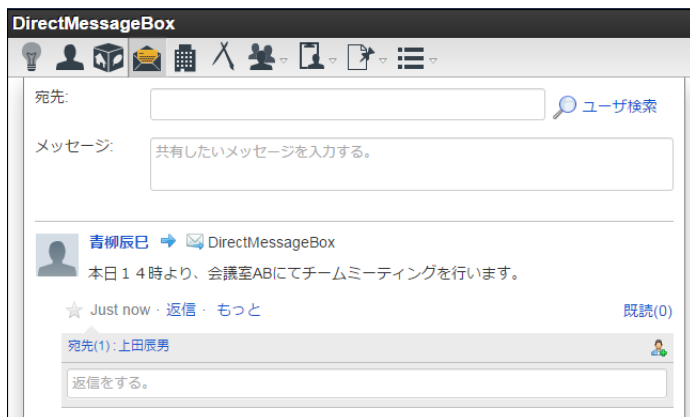 DirectMessageBox
宛先:
ユーザ検索
メッセージ:
共有したいメッセージを入力する。
青柳辰巳 DirectMessageBox
本日14時より、会議室ABにてチームミーティングを行います。
Just now · 返信 · もっと
既読(0)
宛先(1) : 上田辰男
返信をする。